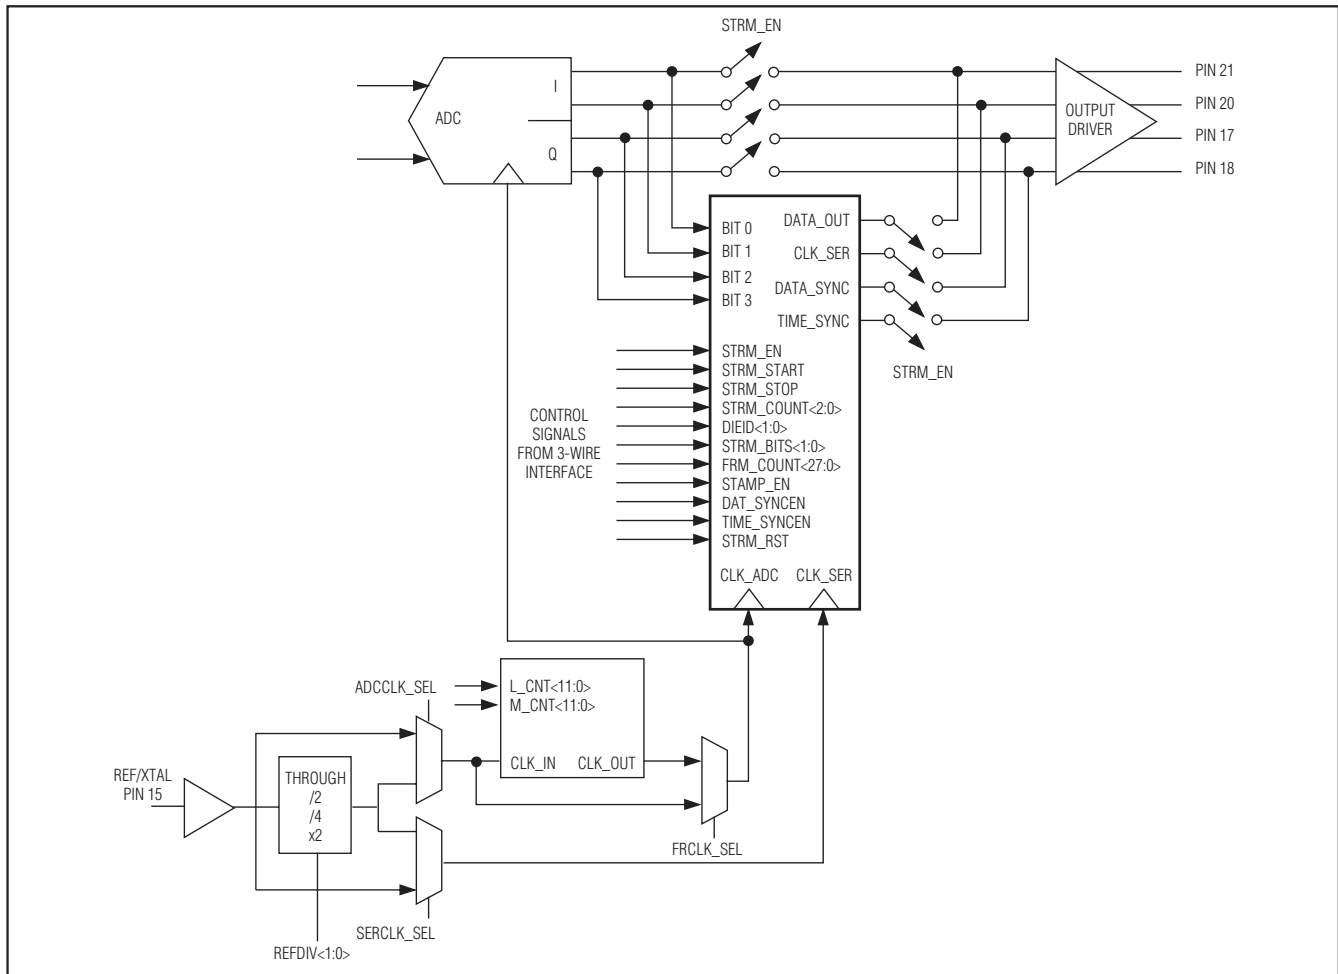 STRM_EN
ADC
I
Q
OUTPUT
DRIVER
PIN 21
PIN 20
PIN 17
PIN 18
BIT 0
BIT 1
BIT 2
BIT 3
DATA_OUT
CLK_SER
DATA_SYNC
TIME_SYNC
STRM_EN
CONTROL
SIGNALS
FROM 3-WIRE
INTERFACE
STRM_EN
STRM_START
STRM_STOP
STRM_COUNT<2:0>
DIEID<1:0>
STRM_BITS<1:0>
FRM_COUNT<27:0>
STAMP_EN
DAT_SYNCEN
TIME_SYNCEN
STRM_RST
CLK_ADC
CLK_SER
ADCCLK_SEL
L_CNT<11:0>
M_CNT<11:0>
CLK_IN
CLK_OUT
REF/XTAL
PIN 15
THROUGH
/2
/4
x2
FRCLK_SEL
SERCLK_SEL
REFDIV<1:0>